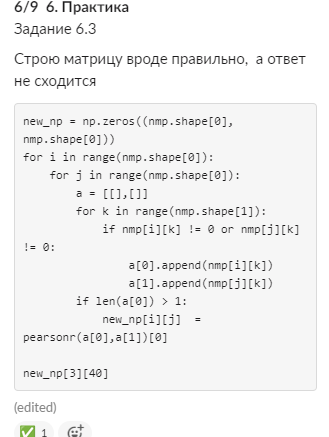 6/9 6. Практика
Задание 6.3
Строю матрицу вроде правильно, а ответ
не сходится
new_np = np.zeros((nmp.shape[0],
nmp.shape[0]))
for i in range(nmp.shape[0]):
    for j in range(nmp.shape[0]):
        a = [[],[]]
        for k in range(nmp.shape[1]):
            if nmp[i][k] != 0 or nmp[j][k]
!= 0:
                a[0].append(nmp[i][k])
                a[1].append(nmp[j][k])
        if len(a[0]) > 1:
            new_np[i][j]  =
pearsonr(a[0],a[1])[0]

new_np[3][40]
(edited)
1